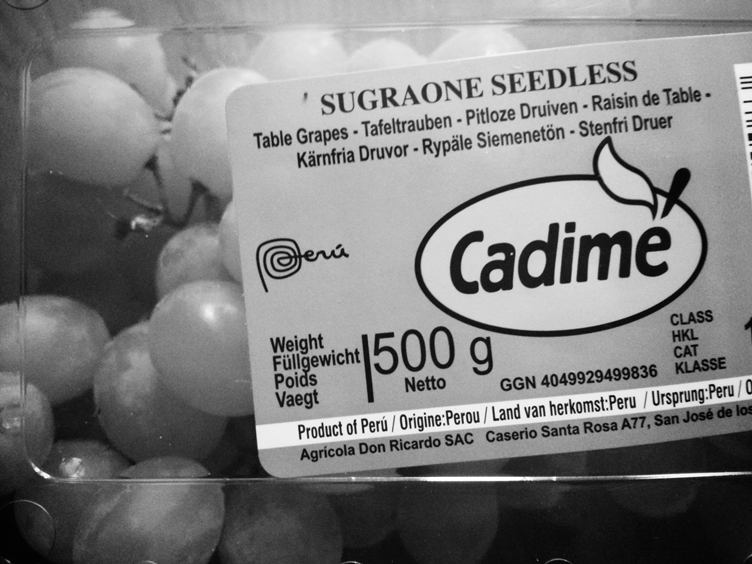 SUGRAONE SEEDLESS
Table Grapes - Tafeltrauben - Pitloze Druiven - Raisin de Table -
Kärnfria Druvor - Rypäle Siemenetön - Stenfri Druer
Perú
Cadime
Weight
Füllgewicht
Poids
Vaegt
500 g
Netto
GGN 4049929499836
CLASS
HKL
CAT
KLASSE
Product of Perú / Origine:Perou / Land van herkomst:Peru / Ursprung:Peru /
Agrícola Don Ricardo SAC Caserio Santa Rosa A77, San José de los